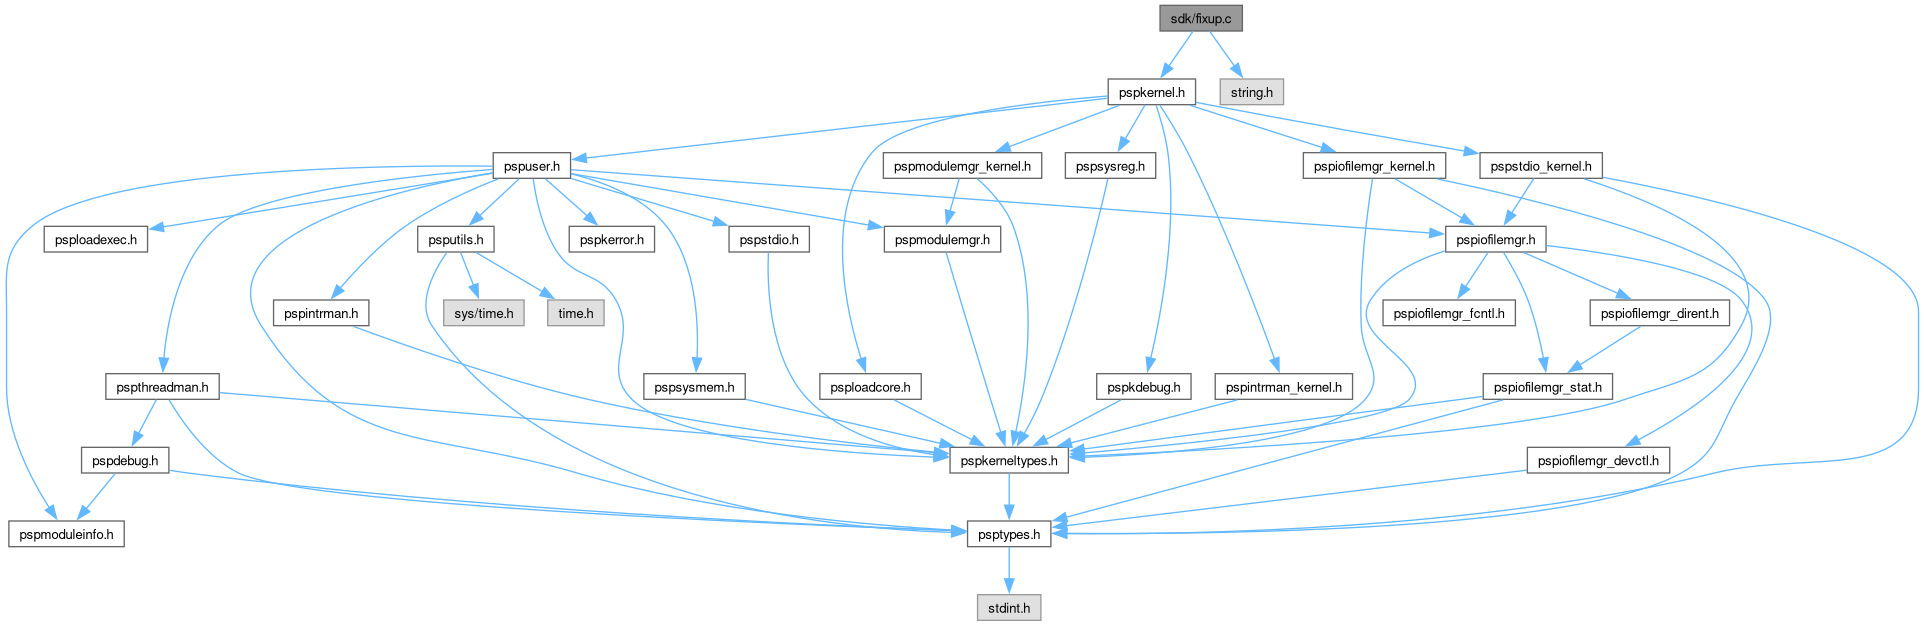 sdk/fixup.c
pspkernel.h
string.h
pspuser.h
pspmodulemgr_kernel.h
pspsysreg.h
pspiofilemgr_kernel.h
pspstdio_kernel.h
psploadexec.h
psputils.h
pspkerror.h
pspstdio.h
pspmodulemgr.h
pspiofilemgr.h
pspintrman.h
sys/time.h
time.h
pspiofilemgr_fcntl.h
pspiofilemgr_dirent.h
pspthreadman.h
pspsysmem.h
psploadcore.h
pspkdebug.h
pspintrman_kernel.h
pspiofilemgr_stat.h
pspdebug.h
pspkerneltypes.h
pspiofilemgr_devctl.h
pspmoduleinfo.h
psptypes.h
stdint.h